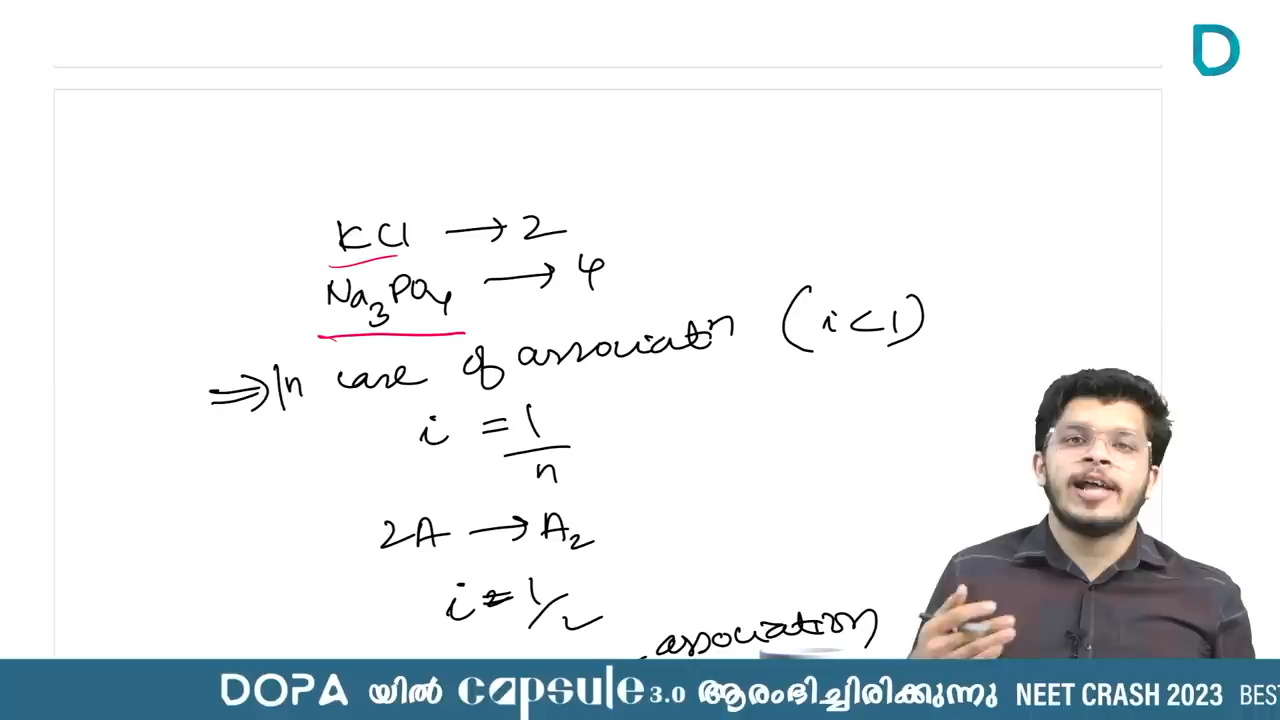 D
KCl → 2
Na₃PO₄ → 4
⇒ In case of associatn (i<1)
i = 1/n
2A → A₂
i = 1/2
association
DOPA യിൽ capsule 3.0 ആരംഭിച്ചിരിക്കുന്നു NEET CRASH 2023 BEST